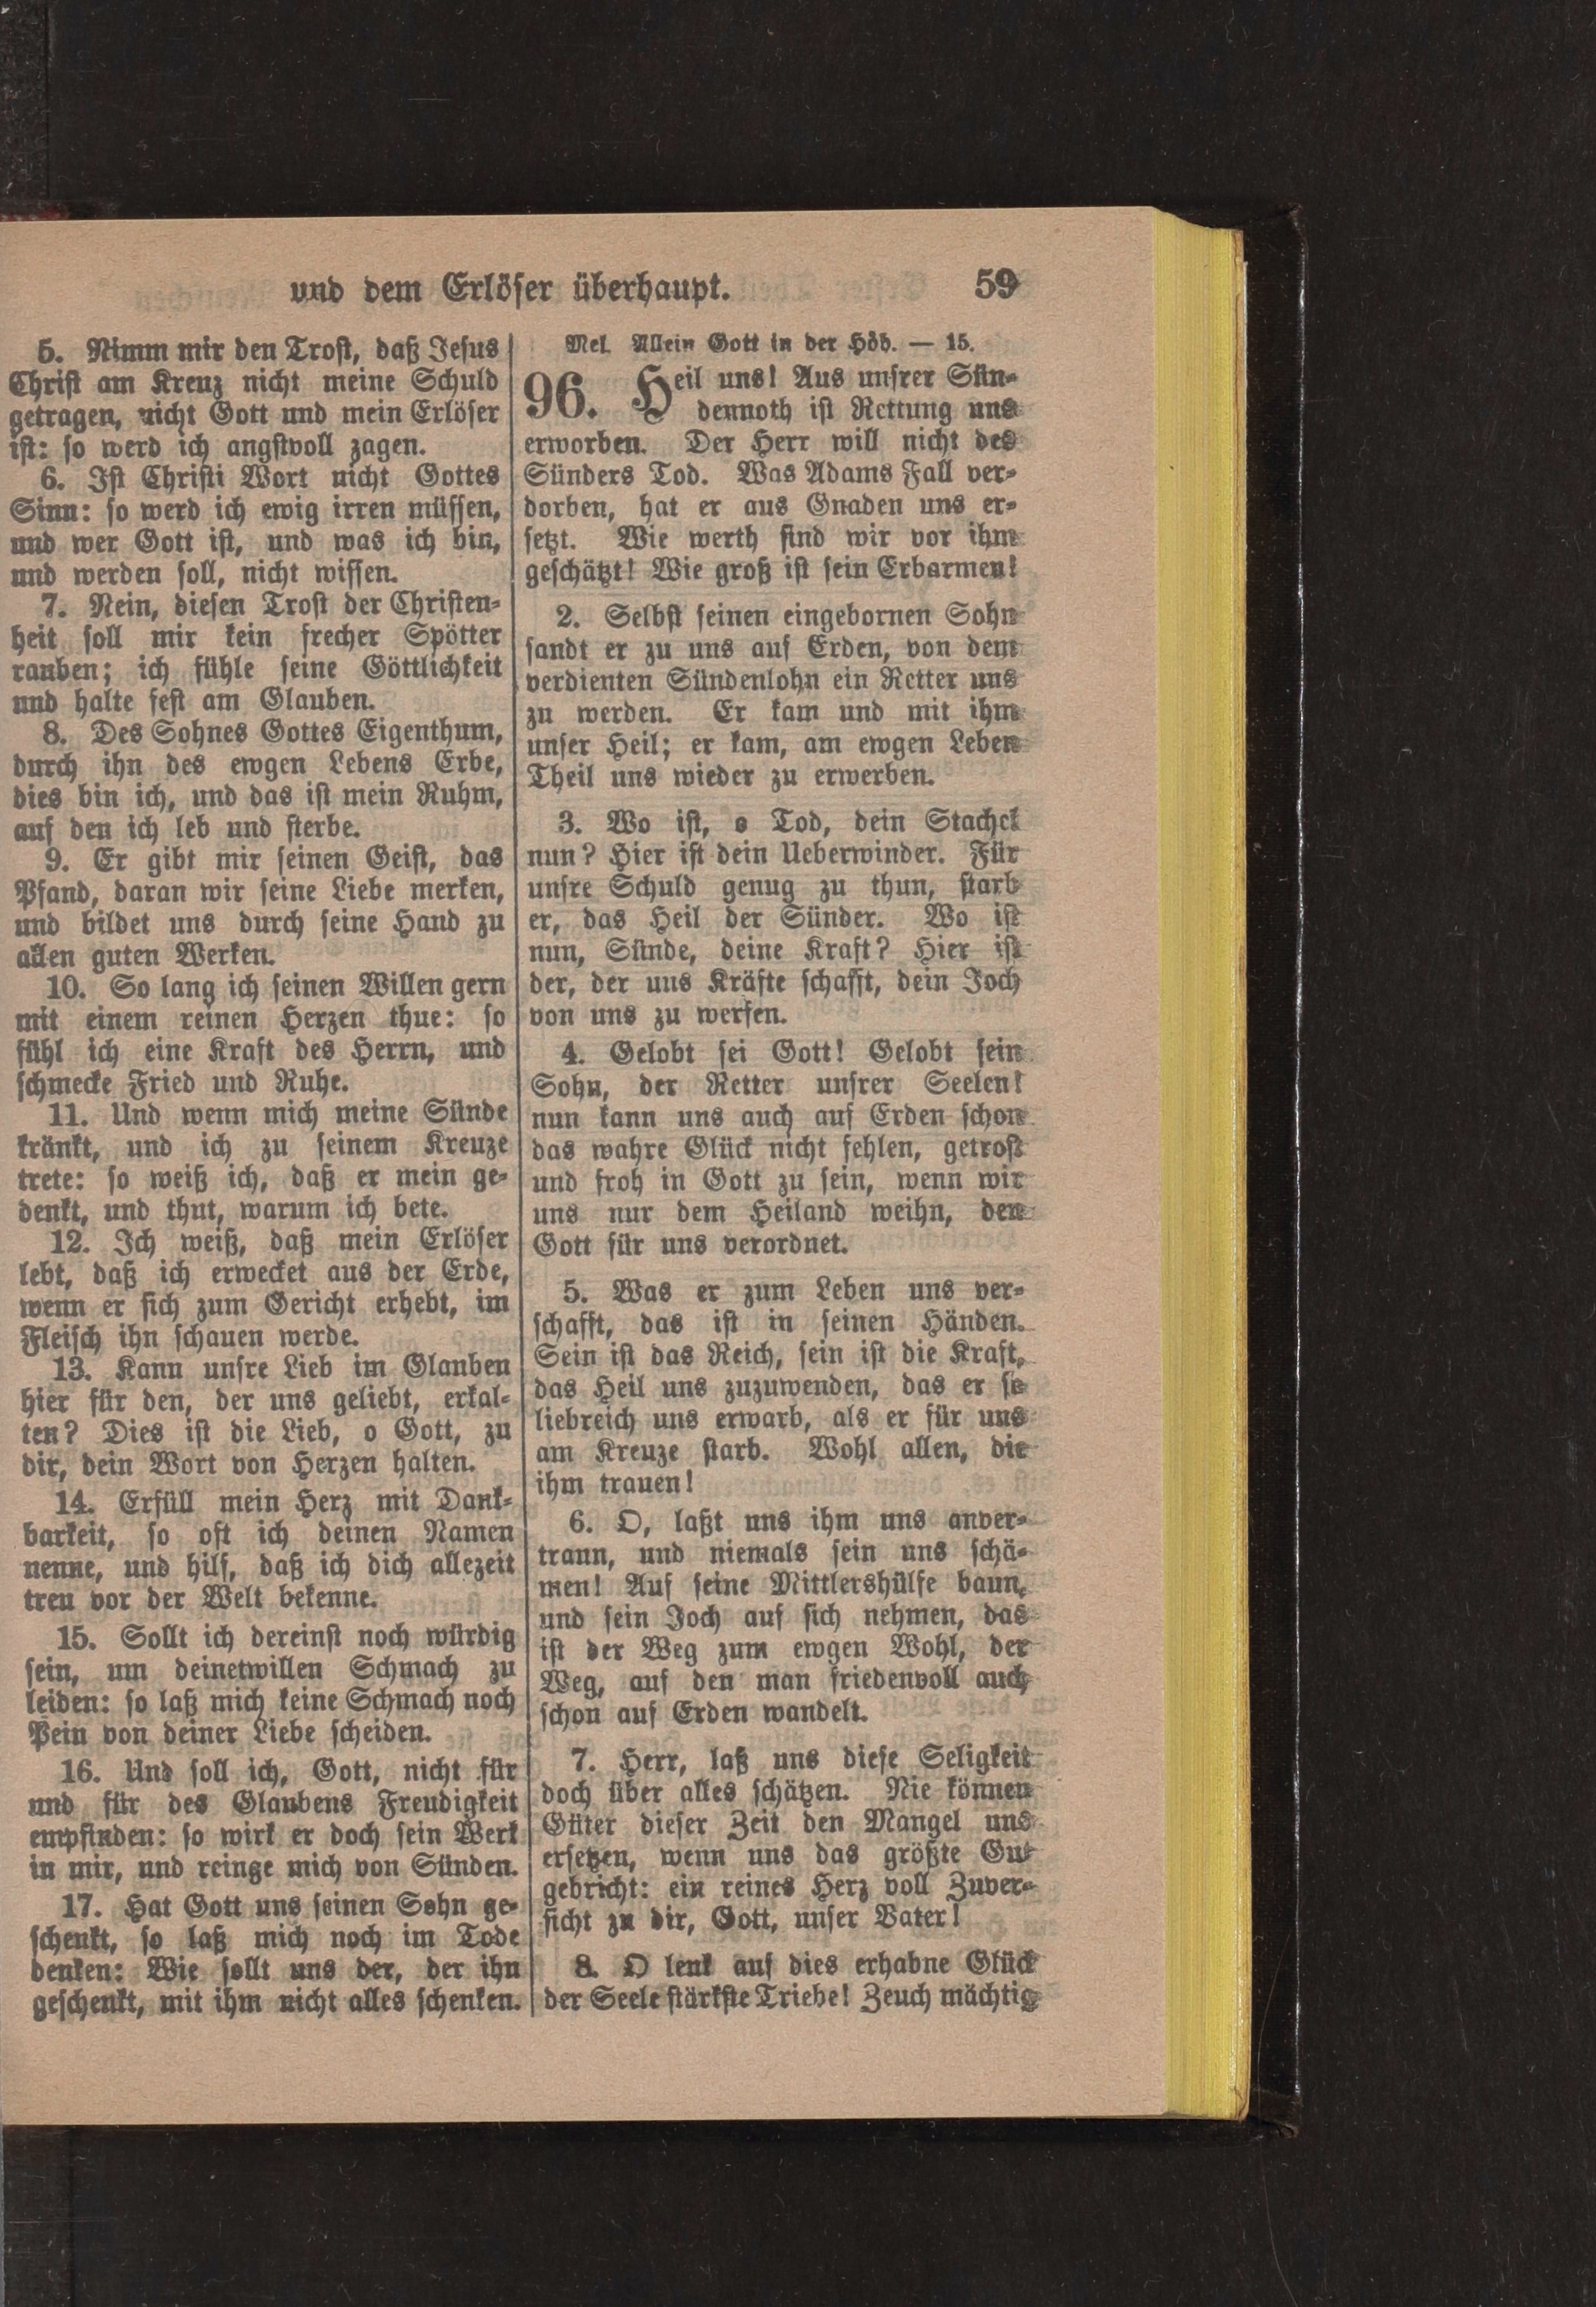 und dem Erlöser überhaupt. 59
5. Nimm mir den Trost, daß Jesus
Christ am Kreuz nicht meine Schuld
getragen, nicht Gott und mein Erlöser
ist: so werd ich angstvoll zagen.
6. Ist Christi Wort nicht Gottes
Sinn: so werd ich ewig irren müssen,
und wer Gott ist, und was ich bin,
und werden soll, nicht wissen.
7. Nein, diesen Trost der Christen-
heit soll mir kein frecher Spötter
rauben; ich fühle seine Göttlichkeit
und halte fest am Glauben.
8. Des Sohnes Gottes Eigenthum,
durch ihn des ewgen Lebens Erbe,
dies bin ich, und das ist mein Ruhm,
auf den ich leb und sterbe.
9. Er gibt mir seinen Geist, das
Pfand, daran wir seine Liebe merken,
und bildet uns durch seine Hand zu
allen guten Werken.
10. So lang ich seinen Willen gern
mit einem reinen Herzen thue: so
fühl ich eine Kraft des Herrn, und
schmecke Fried und Ruhe.
11. Und wenn mich meine Sünde
kränkt, und ich zu seinem Kreuze
trete: so weiß ich, daß er mein ge-
denkt, und thut, warum ich bete.
12. Ich weiß, daß mein Erlöser
lebt, daß ich erwecket aus der Erde,
wenn er sich zum Gericht erhebt, im
Fleisch ihn schauen werde.
13. Kann unsre Lieb im Glauben
hier für den, der uns geliebt, erkal-
ten? Dies ist die Lieb, o Gott, zu
dir, dein Wort von Herzen halten.
14. Erfüll mein Herz mit Dank-
barkeit, so oft ich deinen Namen
nenne, und hilf, daß ich dich allezeit
treu vor der Welt bekenne.
15. Sollt ich dereinst noch würdig
sein, um deinetwillen Schmach zu
leiden: so laß mich keine Schmach noch
Pein von deiner Liebe scheiden.
16. Und soll ich, Gott, nicht für
und für des Glaubens Freudigkeit
empfinden: so wirk er doch sein Werk
in mir, und reinge mich von Sünden.
17. Hat Gott uns seinen Sohn ge-
schenkt, so laß mich noch im Tode
denken: Wie sollt uns der, der ihn
geschenkt, mit ihm nicht alles schenken.
Mel. Allein Gott in der Höh. — 15.
96. Heil uns! Aus unsrer Sün-
dennoth ist Rettung uns
erworben. Der Herr will nicht des
Sünders Tod. Was Adams Fall ver-
dorben, hat er aus Gnaden uns er-
setzt. Wie werth sind wir vor ihm
geschätzt! Wie groß ist sein Erbarmen!
2. Selbst seinen eingebornen Sohn
sandt er zu uns auf Erden, von dem
verdienten Sündenlohn ein Retter uns
zu werden. Er kam und mit ihm
unser Heil; er kam, am ewgen Leben
Theil uns wieder zu erwerben.
3. Wo ist, o Tod, dein Stachel
nun? Hier ist dein Ueberwinder. Für
unsre Schuld genug zu thun, starb
er, das Heil der Sünder. Wo ist
nun, Sünde, deine Kraft? Hier ist
der, der uns Kräfte schafft, dein Joch
von uns zu werfen.
4. Gelobt sei Gott! Gelobt sein
Sohn, der Retter unsrer Seelen!
nun kann uns auch auf Erden schon
das wahre Glück nicht fehlen, getrost
und froh in Gott zu sein, wenn wir
uns nur dem Heiland weihn, den
Gott für uns verordnet.
5. Was er zum Leben uns ver-
schafft, das ist in seinen Händen.
Sein ist das Reich, sein ist die Kraft,
das Heil uns zuzuwenden, das er so
liebreich uns erwarb, als er für uns
am Kreuze starb. Wohl allen, die
ihm trauen!
6. O, laßt uns ihm uns anver-
traun, und niemals sein uns schä-
men! Auf seine Mittlershülfe baun,
und sein Joch auf sich nehmen, das
ist der Weg zum ewgen Wohl, der
Weg, auf den man friedenvoll auch
schon auf Erden wandelt.
7. Herr, laß uns diese Seligkeit
doch über alles schätzen. Nie können
Güter dieser Zeit den Mangel uns
ersetzen, wenn uns das größte Gut
gebricht: ein reines Herz voll Zuver-
sicht zu dir, Gott, unser Vater!
8. O lenk auf dies erhabne Glück
der Seele stärkste Triebe! Zeuch mächtig